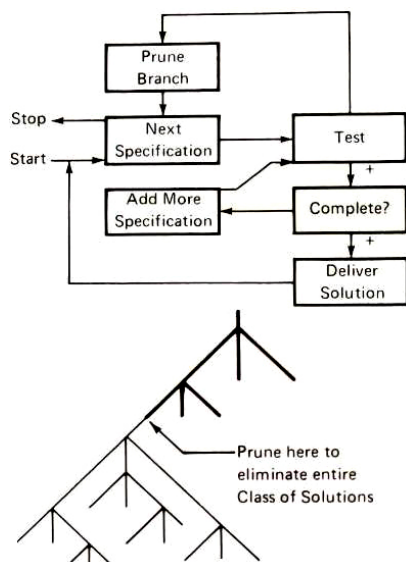 Prune
Branch
Stop
Next
Specification
Test
Start
+
Add More
Specification
Complete?
+
Deliver
Solution
Prune here to
eliminate entire
Class of Solutions